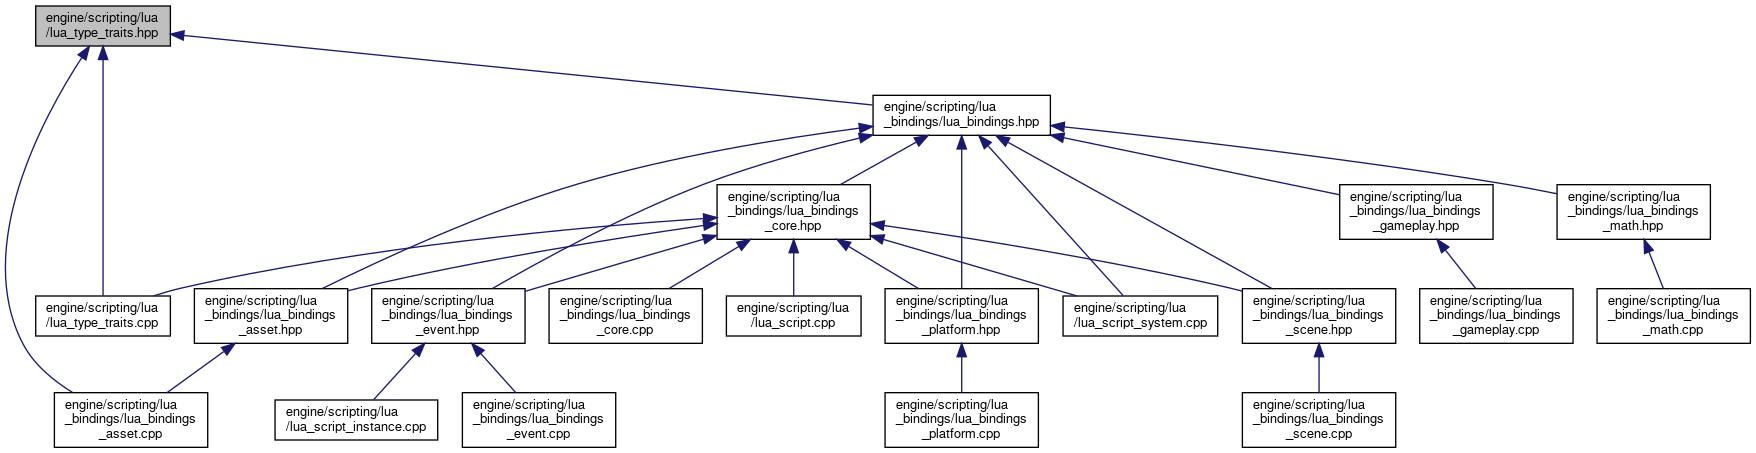 engine/scripting/lua
/lua_type_traits.hpp
engine/scripting/lua
_bindings/lua_bindings.hpp
engine/scripting/lua
_bindings/lua_bindings
_core.hpp
engine/scripting/lua
_bindings/lua_bindings
_gameplay.hpp
engine/scripting/lua
_bindings/lua_bindings
_math.hpp
engine/scripting/lua
/lua_type_traits.cpp
engine/scripting/lua
_bindings/lua_bindings
_asset.hpp
engine/scripting/lua
_bindings/lua_bindings
_event.hpp
engine/scripting/lua
_bindings/lua_bindings
_core.cpp
engine/scripting/lua
/lua_script.cpp
engine/scripting/lua
_bindings/lua_bindings
_platform.hpp
engine/scripting/lua
/lua_script_system.cpp
engine/scripting/lua
_bindings/lua_bindings
_scene.hpp
engine/scripting/lua
_bindings/lua_bindings
_gameplay.cpp
engine/scripting/lua
_bindings/lua_bindings
_math.cpp
engine/scripting/lua
_bindings/lua_bindings
_asset.cpp
engine/scripting/lua
/lua_script_instance.cpp
engine/scripting/lua
_bindings/lua_bindings
_event.cpp
engine/scripting/lua
_bindings/lua_bindings
_platform.cpp
engine/scripting/lua
_bindings/lua_bindings
_scene.cpp